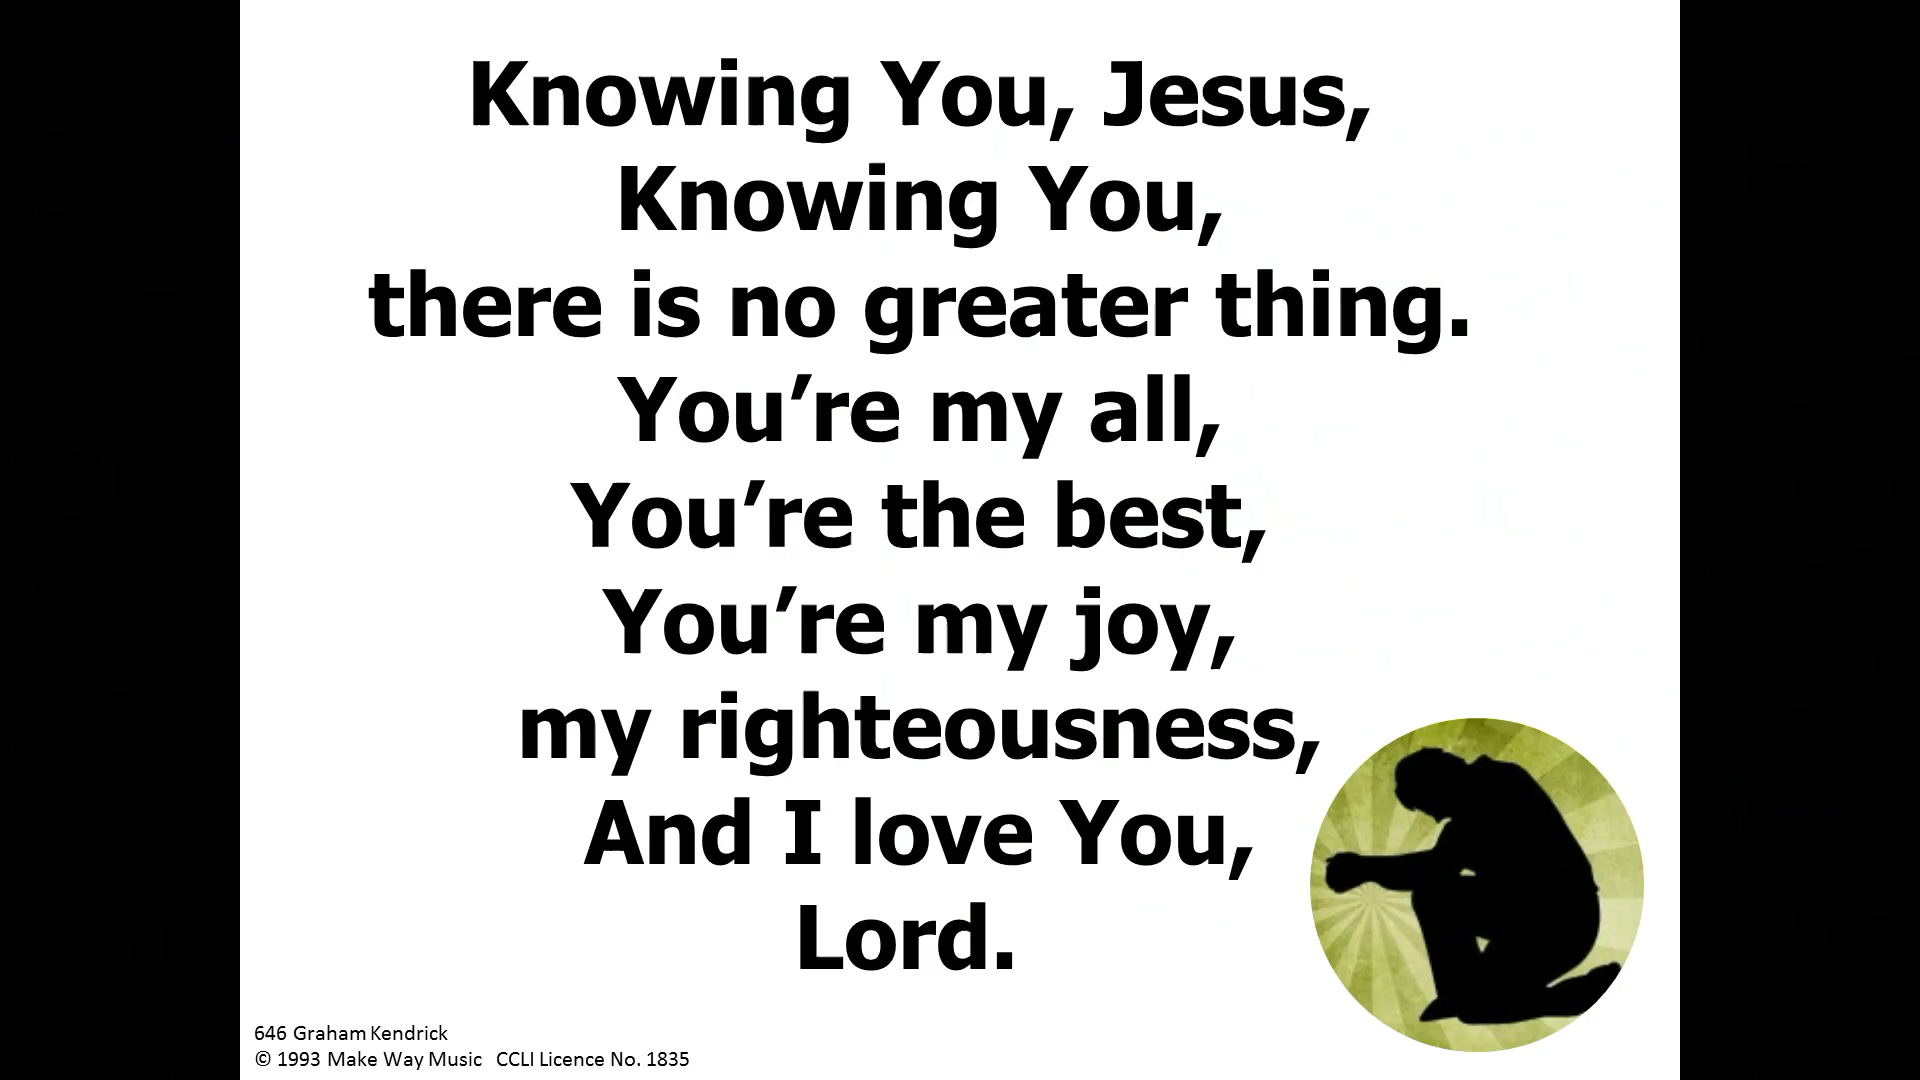 Knowing You, Jesus,
Knowing You,
there is no greater thing.
You’re my all,
You’re the best,
You’re my joy,
my righteousness,
And I love You,
Lord.
646 Graham Kendrick
© 1993 Make Way Music   CCLI Licence No. 1835